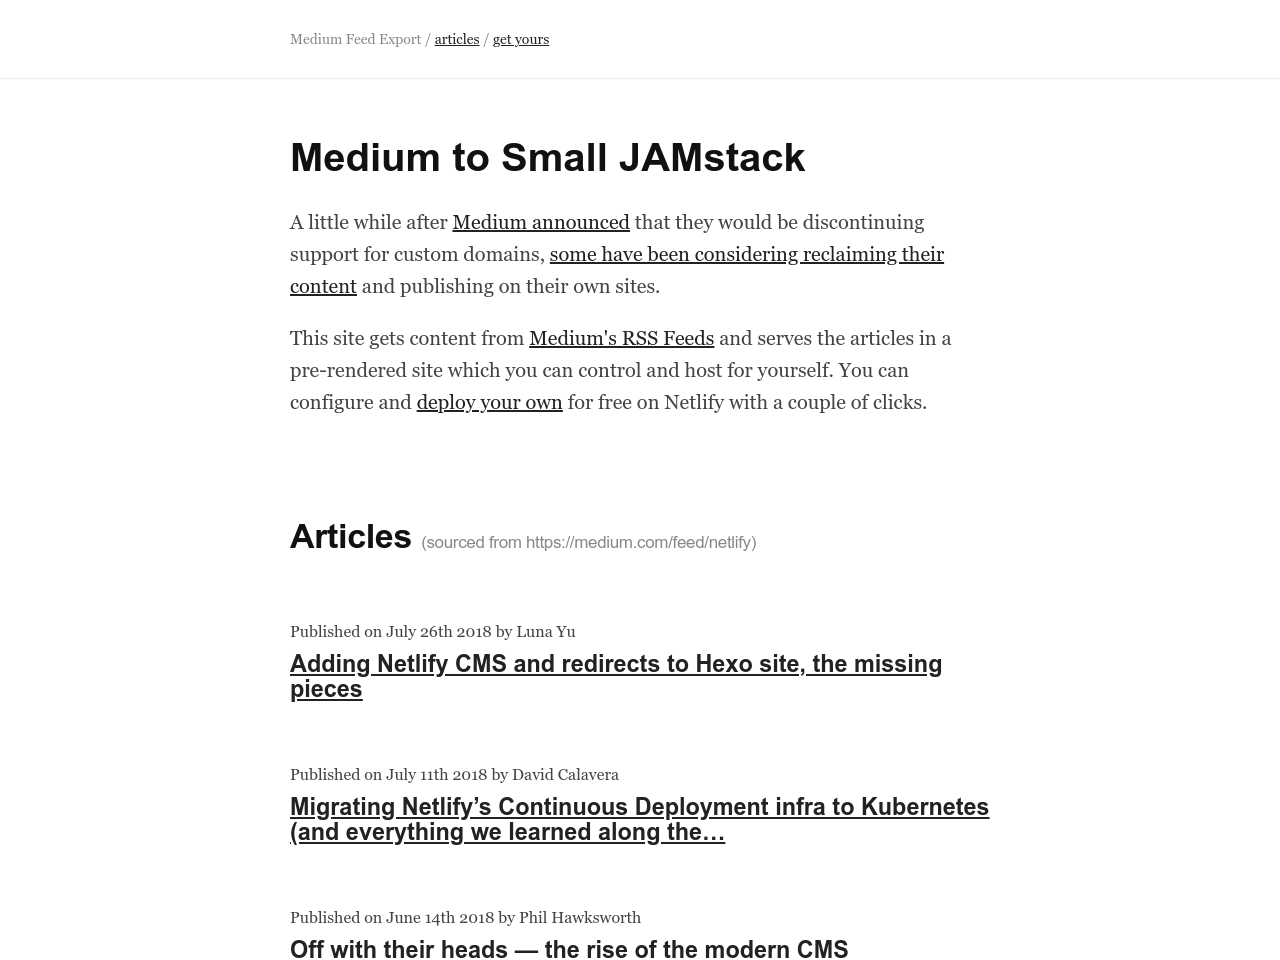 Medium Feed Export / articles / get yours
Medium to Small JAMstack
A little while after Medium announced that they would be discontinuing
support for custom domains, some have been considering reclaiming their
content and publishing on their own sites.
This site gets content from Medium's RSS Feeds and serves the articles in a
pre-rendered site which you can control and host for yourself. You can
configure and deploy your own for free on Netlify with a couple of clicks.
Articles (sourced from https://medium.com/feed/netlify)
Published on July 26th 2018 by Luna Yu
Adding Netlify CMS and redirects to Hexo site, the missing
pieces
Published on July 11th 2018 by David Calavera
Migrating Netlify’s Continuous Deployment infra to Kubernetes
(and everything we learned along the…
Published on June 14th 2018 by Phil Hawksworth
Off with their heads — the rise of the modern CMS